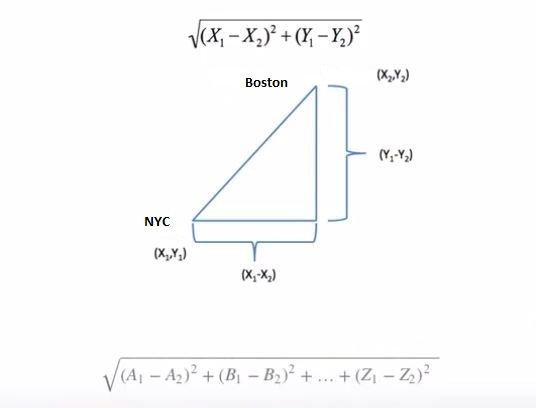 √(X₁ – X₂)² + (Y₁ – Y₂)²
Boston
(X₂,Y₂)
(Y₁-Y₂)
NYC
(X₁,Y₁)
(X₁-X₂)
√(A₁ − A₂)² + (B₁ − B₂)² + … + (Z₁ − Z₂)²